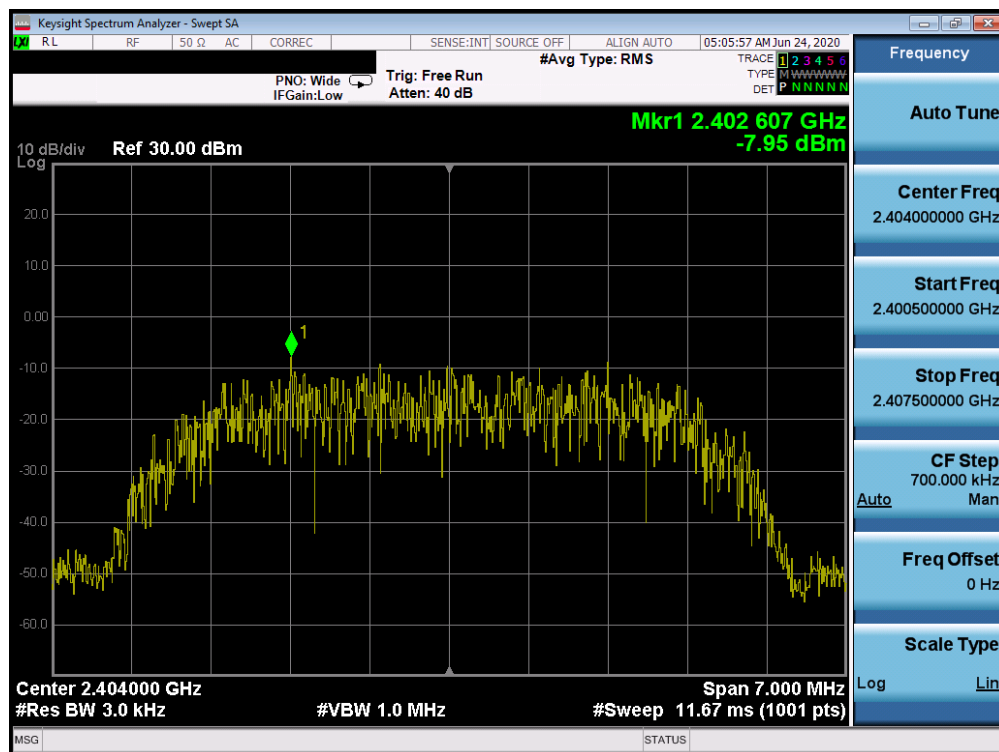 Keysight Spectrum Analyzer - Swept SA
LXI RL RF 50 Ω AC CORREC SENSE:INT SOURCE OFF ALIGN AUTO 05:05:57 AM Jun 24, 2020
PNO: Wide
IFGain:Low
Trig: Free Run
Atten: 40 dB
#Avg Type: RMS
TRACE 1 2 3 4 5 6
TYPE M WWWWW
DET P N N N N N
Mkr1 2.402 607 GHz
-7.95 dBm
10 dB/div Ref 30.00 dBm
Log
20.0
10.0
0.00
1
-10.0
-20.0
-30.0
-40.0
-50.0
-60.0
Center 2.404000 GHz Span 7.000 MHz
#Res BW 3.0 kHz #VBW 1.0 MHz #Sweep 11.67 ms (1001 pts)
MSG STATUS
Frequency
Auto Tune
Center Freq
2.404000000 GHz
Start Freq
2.400500000 GHz
Stop Freq
2.407500000 GHz
CF Step
700.000 kHz
Auto Man
Freq Offset
0 Hz
Scale Type
Log Lin